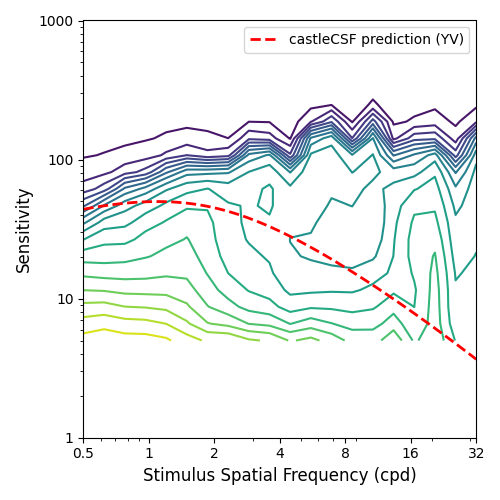 1000
castleCSF prediction (YV)
100
10
1
Sensitivity
0.5 1 2 4 8 16 32
Stimulus Spatial Frequency (cpd)